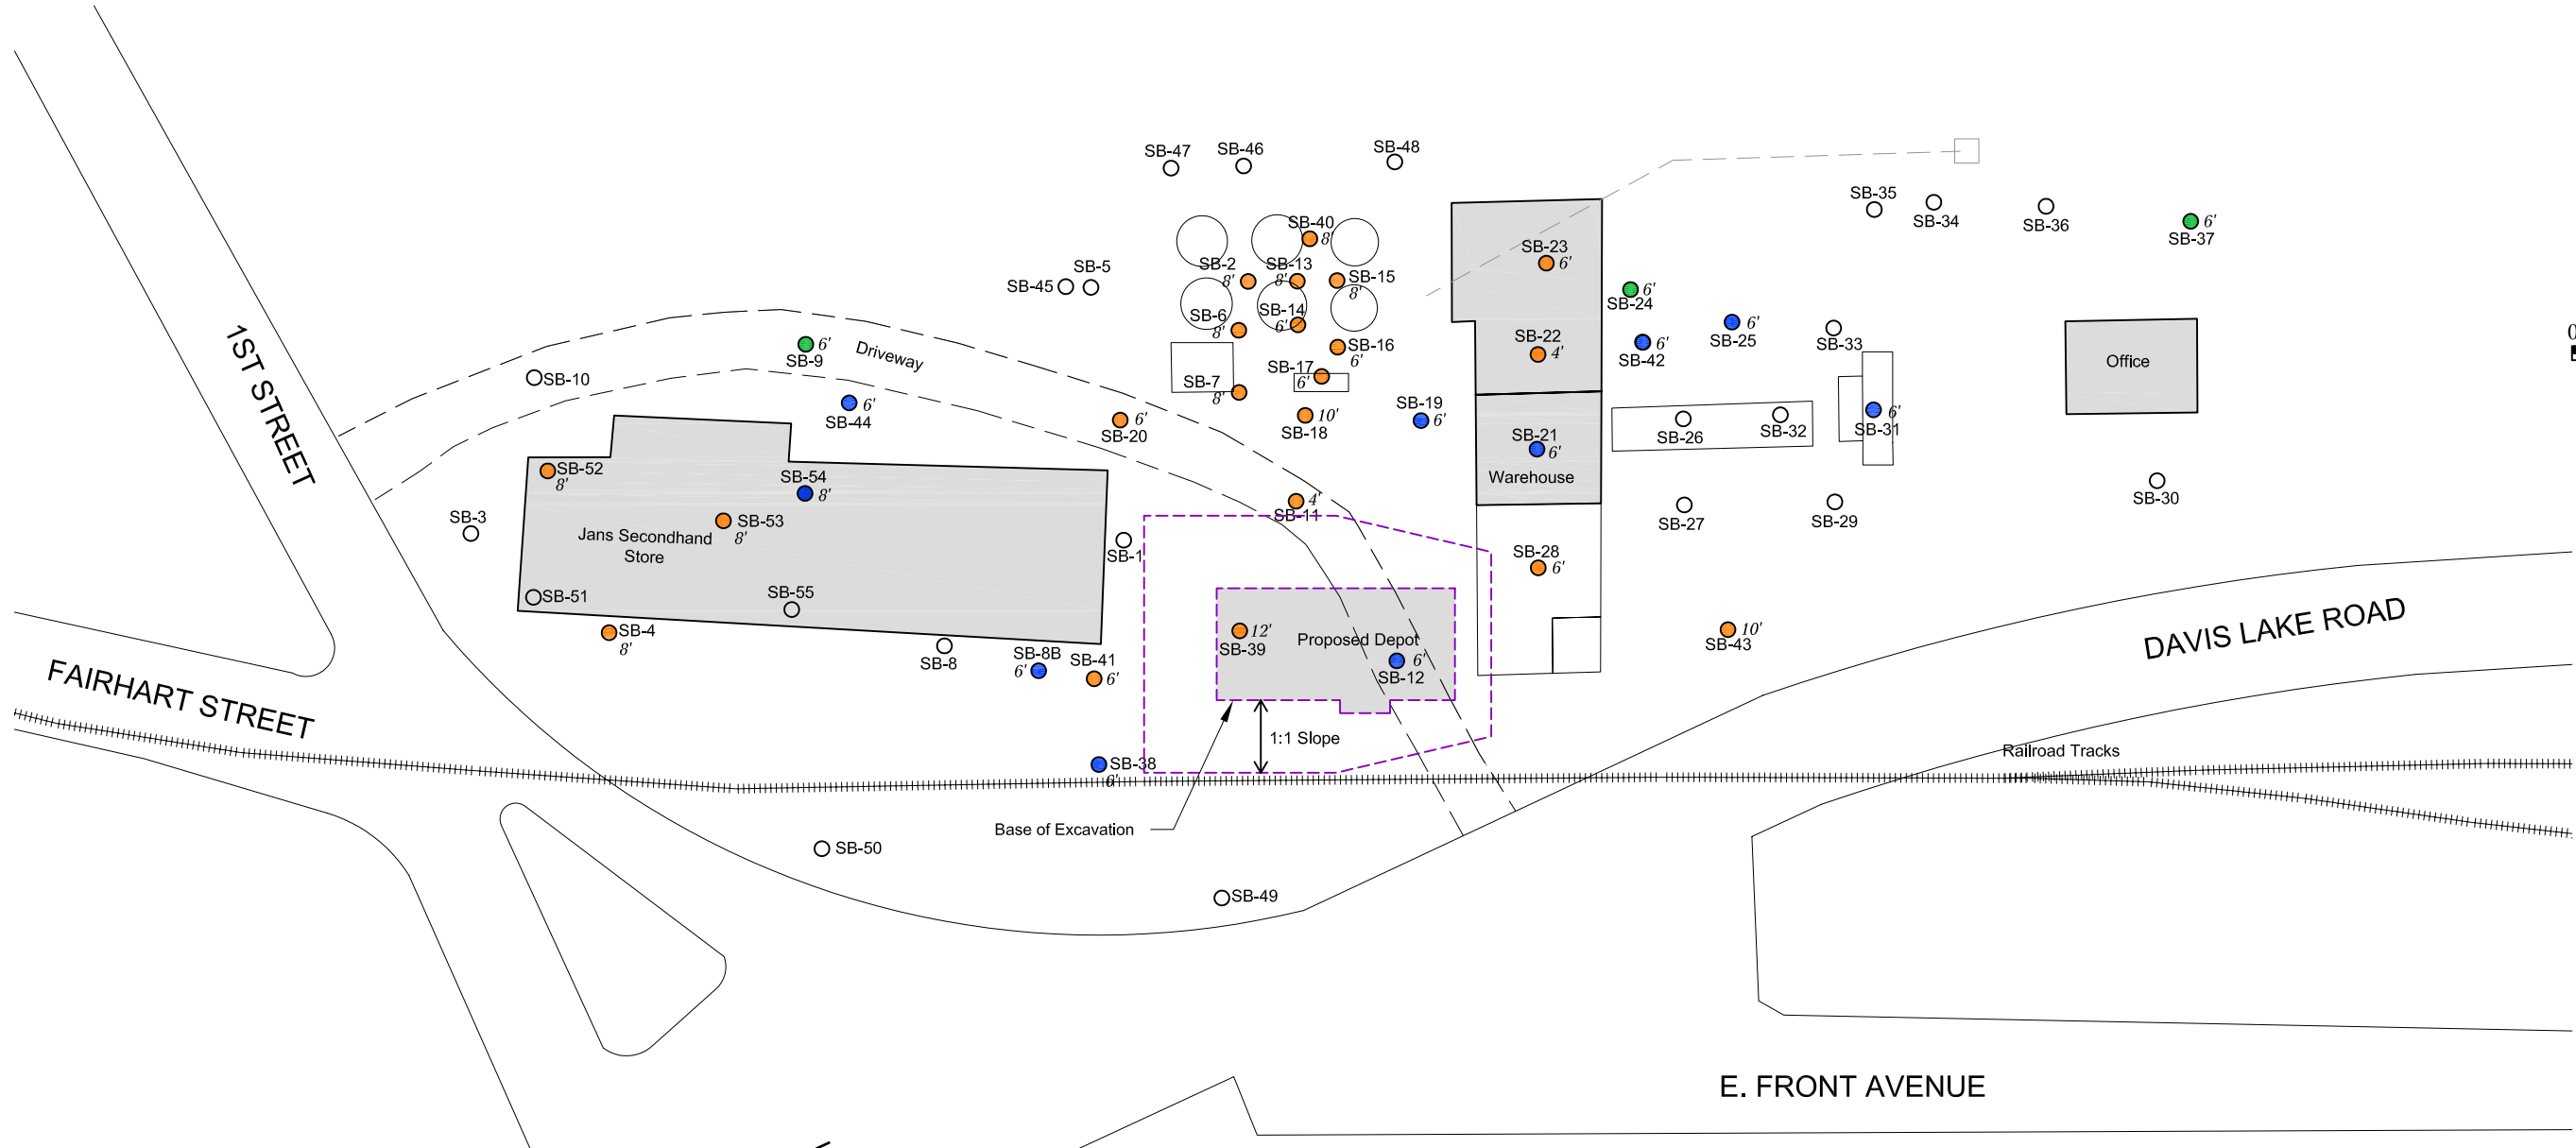 SB-47
SB-46
SB-48
SB-35
SB-34
SB-36
6'
SB-37
SB-40
8'
SB-23
6'
SB-5
SB-45
SB-2
8'
SB-13
8'
SB-15
8'
6'
SB-24
SB-6
8'
SB-14
6'
SB-16
6'
SB-22
4'
6'
SB-42
6'
SB-25
SB-33
Office
1ST STREET
6'
SB-9
Driveway
SB-10
SB-17
6'
SB-7
8'
6'
SB-44
6'
SB-20
10'
SB-18
SB-19
6'
SB-21
6'
Warehouse
SB-26
SB-32
6'
SB-31
SB-52
8'
SB-54
8'
SB-53
8'
Jans Secondhand
Store
SB-3
4'
SB-11
SB-1
SB-27
SB-29
SB-30
SB-28
6'
SB-51
SB-55
SB-4
8'
SB-8
SB-8B
6'
SB-41
6'
12'
SB-39
Proposed Depot
6'
SB-12
10'
SB-43
DAVIS LAKE ROAD
FAIRHART STREET
1:1 Slope
Railroad Tracks
SB-38
6'
Base of Excavation
SB-50
SB-49
E. FRONT AVENUE